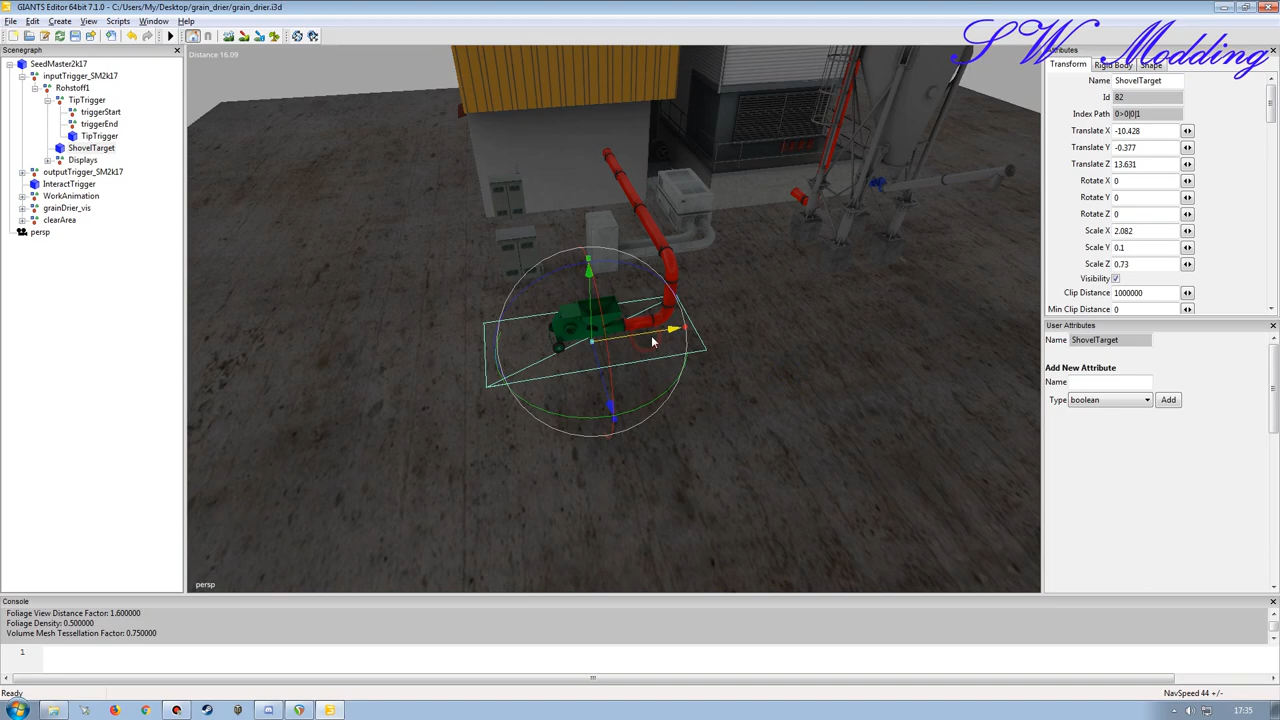 GIANTS Editor 64bit 7.1.0 - C:/Users/My/Desktop/grain_drier/grain_drier.i3d
File Edit Create View Scripts Window Help
SW Modding
Scenegraph
SeedMaster2k17
inputTrigger_SM2k17
Rohstoff1
TipTrigger
triggerStart
triggerEnd
TipTrigger
ShovelTarget
Displays
outputTrigger_SM2k17
InteractTrigger
WorkAnimation
grainDrier_vis
clearArea
persp
Distance 16.09
persp
Attributes
Transform Rigid Body Shape
Name ShovelTarget
Id 82
Index Path 0>0|0|1
Translate X -10.428
Translate Y -0.377
Translate Z 13.631
Rotate X 0
Rotate Y 0
Rotate Z 0
Scale X 2.082
Scale Y 0.1
Scale Z 0.73
Visibility
Clip Distance 1000000
Min Clip Distance 0
User Attributes
Name ShovelTarget
Add New Attribute
Name
Type boolean Add
Console
Foliage View Distance Factor: 1.600000
Foliage Density: 0.500000
Volume Mesh Tessellation Factor: 0.750000
1
Ready
NavSpeed 44 +/-
17:35